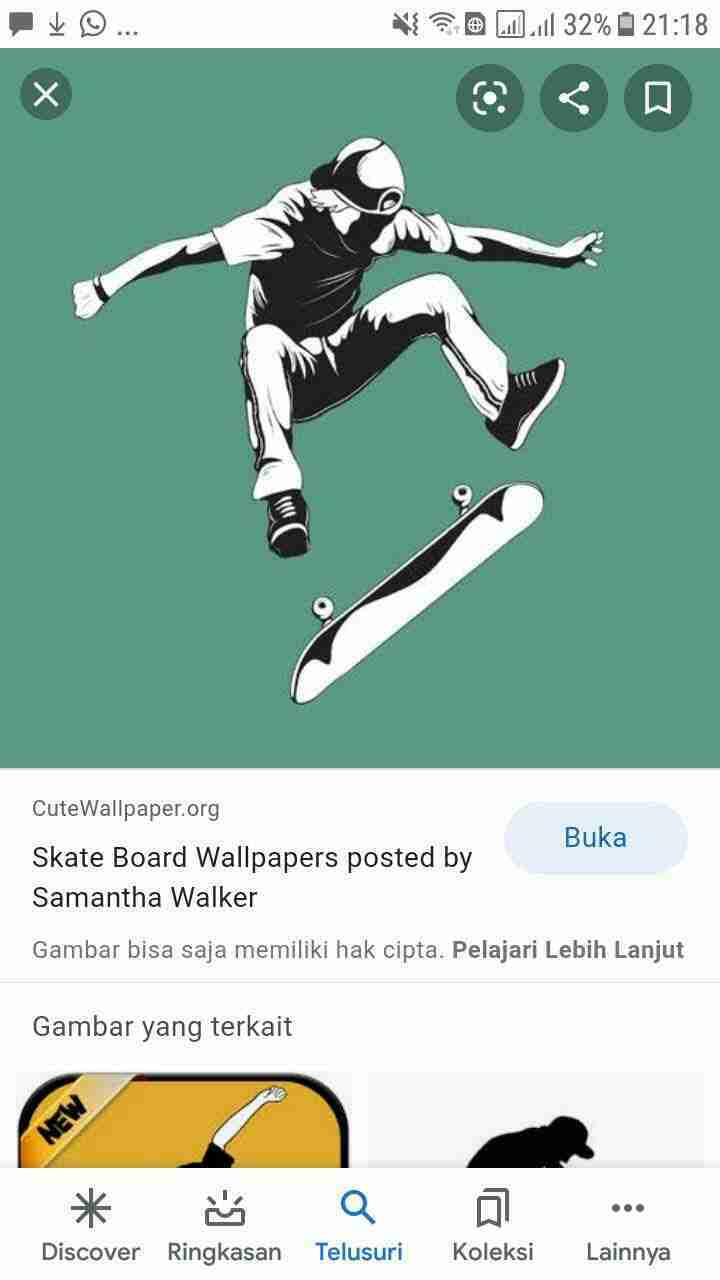 ... 32% 21:18
CuteWallpaper.org
Buka
Skate Board Wallpapers posted by
Samantha Walker
Gambar bisa saja memiliki hak cipta. Pelajari Lebih Lanjut
Gambar yang terkait
NEW
Discover Ringkasan Telusuri Koleksi Lainnya